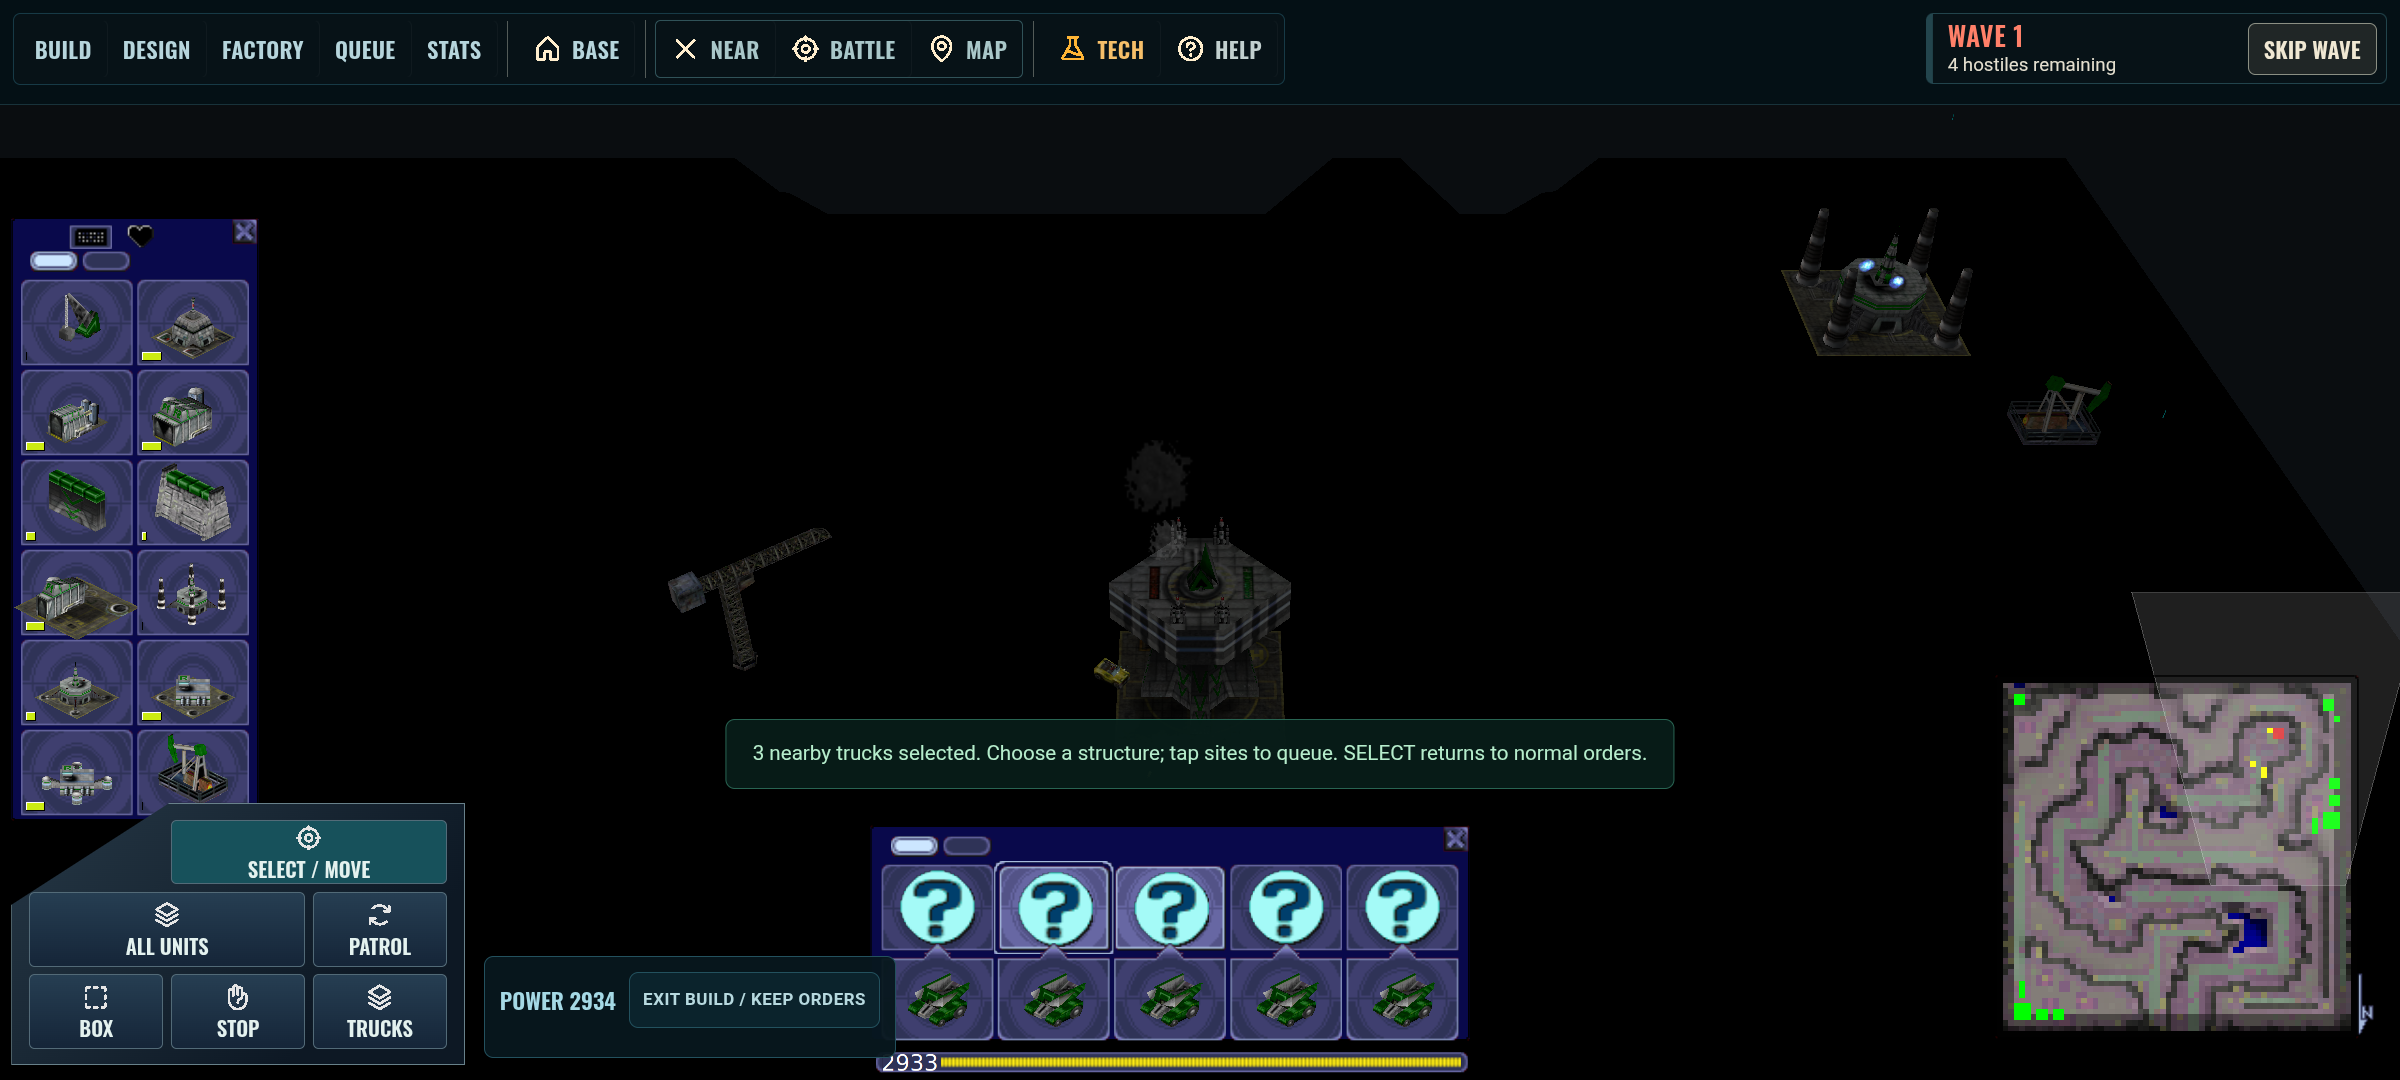 BUILD
DESIGN
FACTORY
QUEUE
STATS
BASE
NEAR
BATTLE
MAP
TECH
HELP
WAVE 1
4 hostiles remaining
SKIP WAVE
3 nearby trucks selected. Choose a structure; tap sites to queue. SELECT returns to normal orders.
SELECT / MOVE
ALL UNITS
PATROL
BOX
STOP
TRUCKS
POWER 2934
EXIT BUILD / KEEP ORDERS
? ? ? ? ?
2933
N